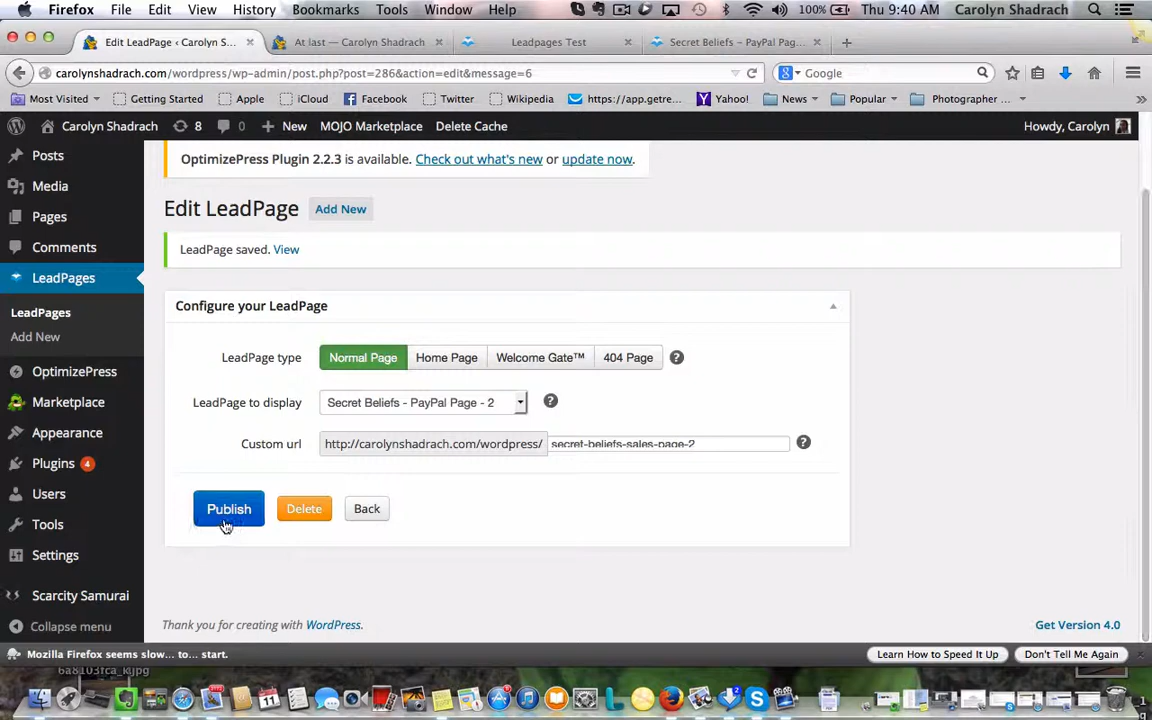 Firefox File Edit View History Bookmarks Tools Window Help 100% Thu 9:40 AM Carolyn Shadrach
Edit LeadPage ‹ Carolyn S... × At last — Carolyn Shadrach × Leadpages Test × Secret Beliefs – PayPal Pag... × +
carolynshadrach.com/wordpress/wp-admin/post.php?post=286&action=edit&message=6 Google
Most Visited Getting Started Apple iCloud Facebook Twitter Wikipedia https://app.getre... Yahoo! News Popular Photographer ... »
Carolyn Shadrach 8 0 + New MOJO Marketplace Delete Cache Howdy, Carolyn
Posts
Media
Pages
Comments
LeadPages
LeadPages
Add New
OptimizePress
Marketplace
Appearance
Plugins 4
Users
Tools
Settings
Scarcity Samurai
Collapse menu
OptimizePress Plugin 2.2.3 is available. Check out what's new or update now.
Edit LeadPage Add New
LeadPage saved. View
Configure your LeadPage
LeadPage type Normal Page Home Page Welcome Gate™ 404 Page ?
LeadPage to display Secret Beliefs - PayPal Page - 2 ?
Custom url http://carolynshadrach.com/wordpress/ secret-beliefs-sales-page-2 ?
Publish Delete Back
Thank you for creating with WordPress. Get Version 4.0
Mozilla Firefox seems slow... to... start. Learn How to Speed It Up Don't Tell Me Again ×